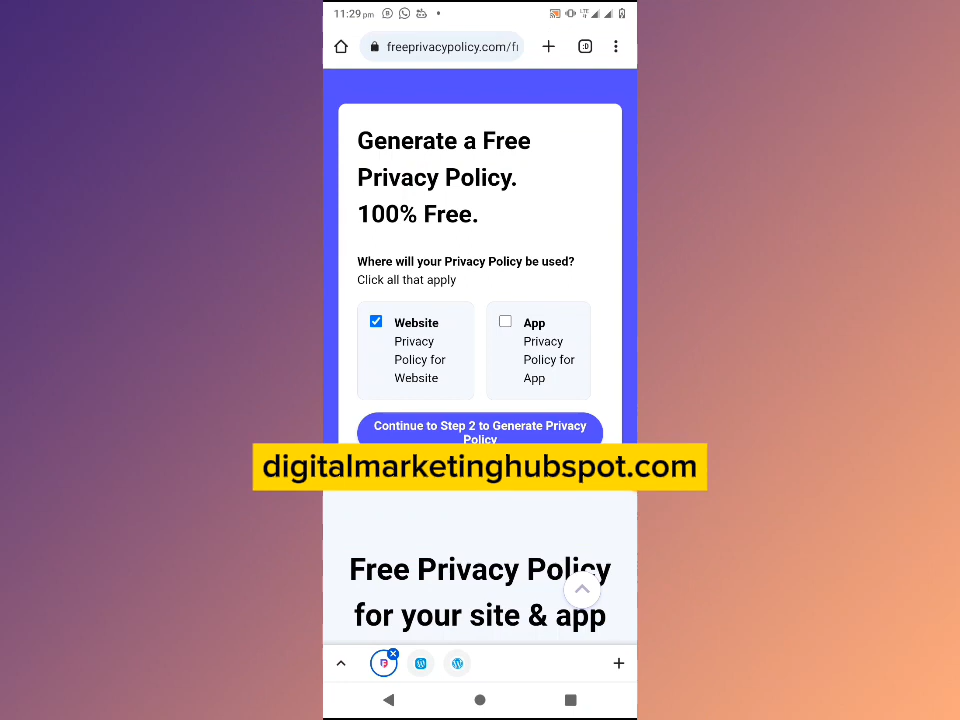 11:29 pm
freeprivacypolicy.com/f
Generate a Free
Privacy Policy.
100% Free.
Where will your Privacy Policy be used?
Click all that apply
Website
Privacy
Policy for
Website
App
Privacy
Policy for
App
Continue to Step 2 to Generate Privacy
Policy
digitalmarketinghubspot.com
Free Privacy Policy
for your site & app